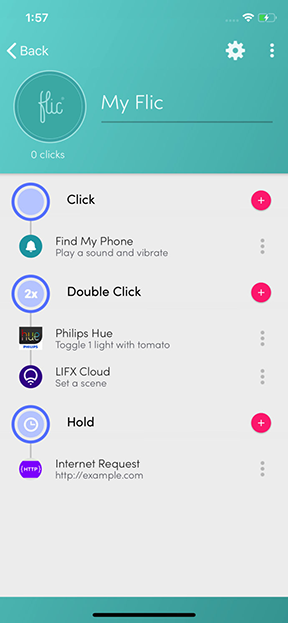 1:57
Back
flic
My Flic
0 clicks
Click
Find My Phone
Play a sound and vibrate
2x
Double Click
hue
PHILIPS
Philips Hue
Toggle 1 light with tomato
LIFX Cloud
Set a scene
Hold
{HTTP}
Internet Request
http://example.com